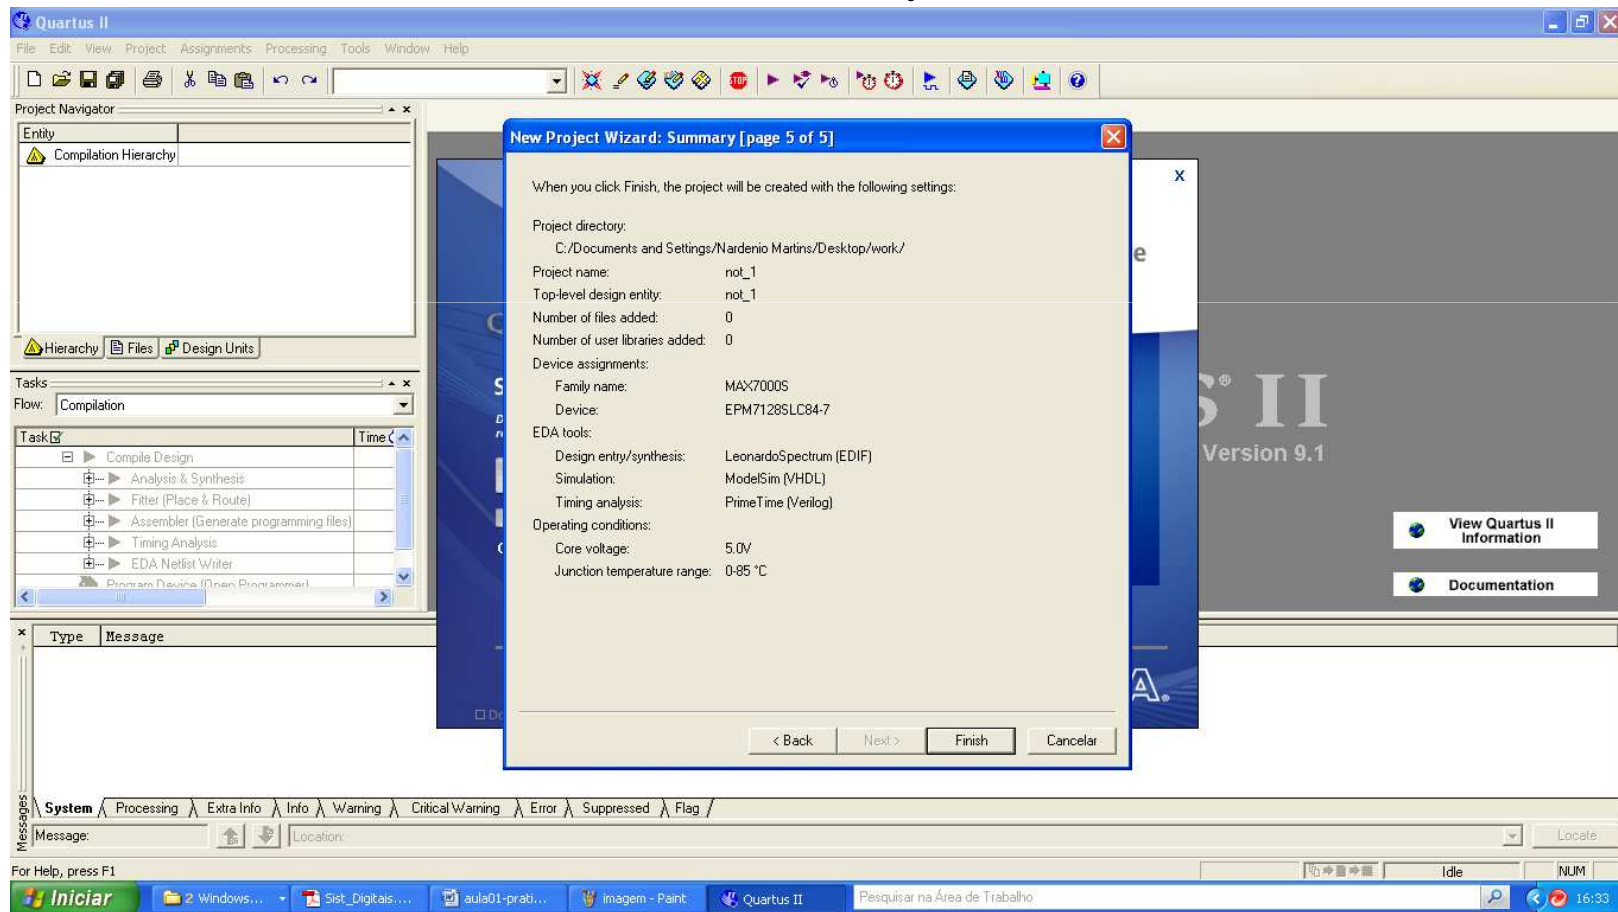 Quartus II
File Edit View Project Assignments Processing Tools Window Help
STOP
Project Navigator
Entity
Compilation Hierarchy
Hierarchy Files Design Units
Tasks
Flow: Compilation
Task Time
Compile Design
Analysis & Synthesis
Fitter (Place & Route)
Assembler (Generate programming files)
Timing Analysis
EDA Netlist Writer
Program Device (Open Programmer)
New Project Wizard: Summary [page 5 of 5]
When you click Finish, the project will be created with the following settings:
Project directory:
C:/Documents and Settings/Nardenio Martins/Desktop/work/
Project name: not_1
Top-level design entity: not_1
Number of files added: 0
Number of user libraries added: 0
Device assignments:
Family name: MAX7000S
Device: EPM7128SLC84-7
EDA tools:
Design entry/synthesis: LeonardoSpectrum (EDIF)
Simulation: ModelSim (VHDL)
Timing analysis: PrimeTime (Verilog)
Operating conditions:
Core voltage: 5.0V
Junction temperature range: 0-85 °C
< Back Next > Finish Cancelar
X
e
S® II
Version 9.1
View Quartus II
Information
Documentation
Type Message
System Processing Extra Info Info Warning Critical Warning Error Suppressed Flag
Messages
Message: Location: Locate
For Help, press F1 Idle NUM
Iniciar 2 Windows... Sist_Digitais.... aula01-prati... imagem - Paint Quartus II Pesquisar na Área de Trabalho 16:33